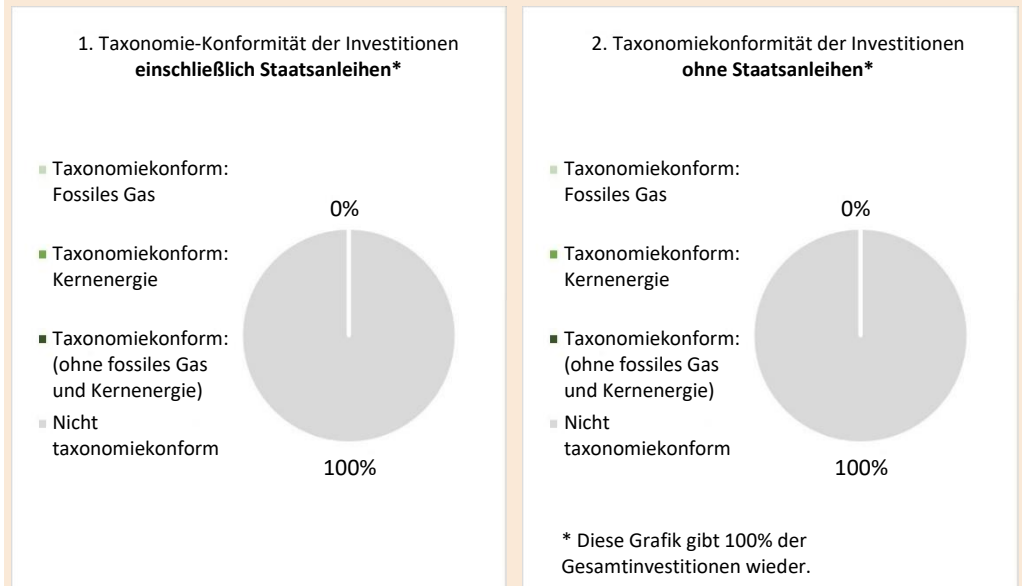 1. Taxonomie-Konformität der Investitionen
einschließlich Staatsanleihen*
Taxonomiekonform:
Fossiles Gas
Taxonomiekonform:
Kernenergie
Taxonomiekonform:
(ohne fossiles Gas
und Kernenergie)
Nicht
taxonomiekonform
0%
100%
2. Taxonomiekonformität der Investitionen
ohne Staatsanleihen*
Taxonomiekonform:
Fossiles Gas
Taxonomiekonform:
Kernenergie
Taxonomiekonform:
(ohne fossiles Gas
und Kernenergie)
Nicht
taxonomiekonform
0%
100%
* Diese Grafik gibt 100% der
Gesamtinvestitionen wieder.